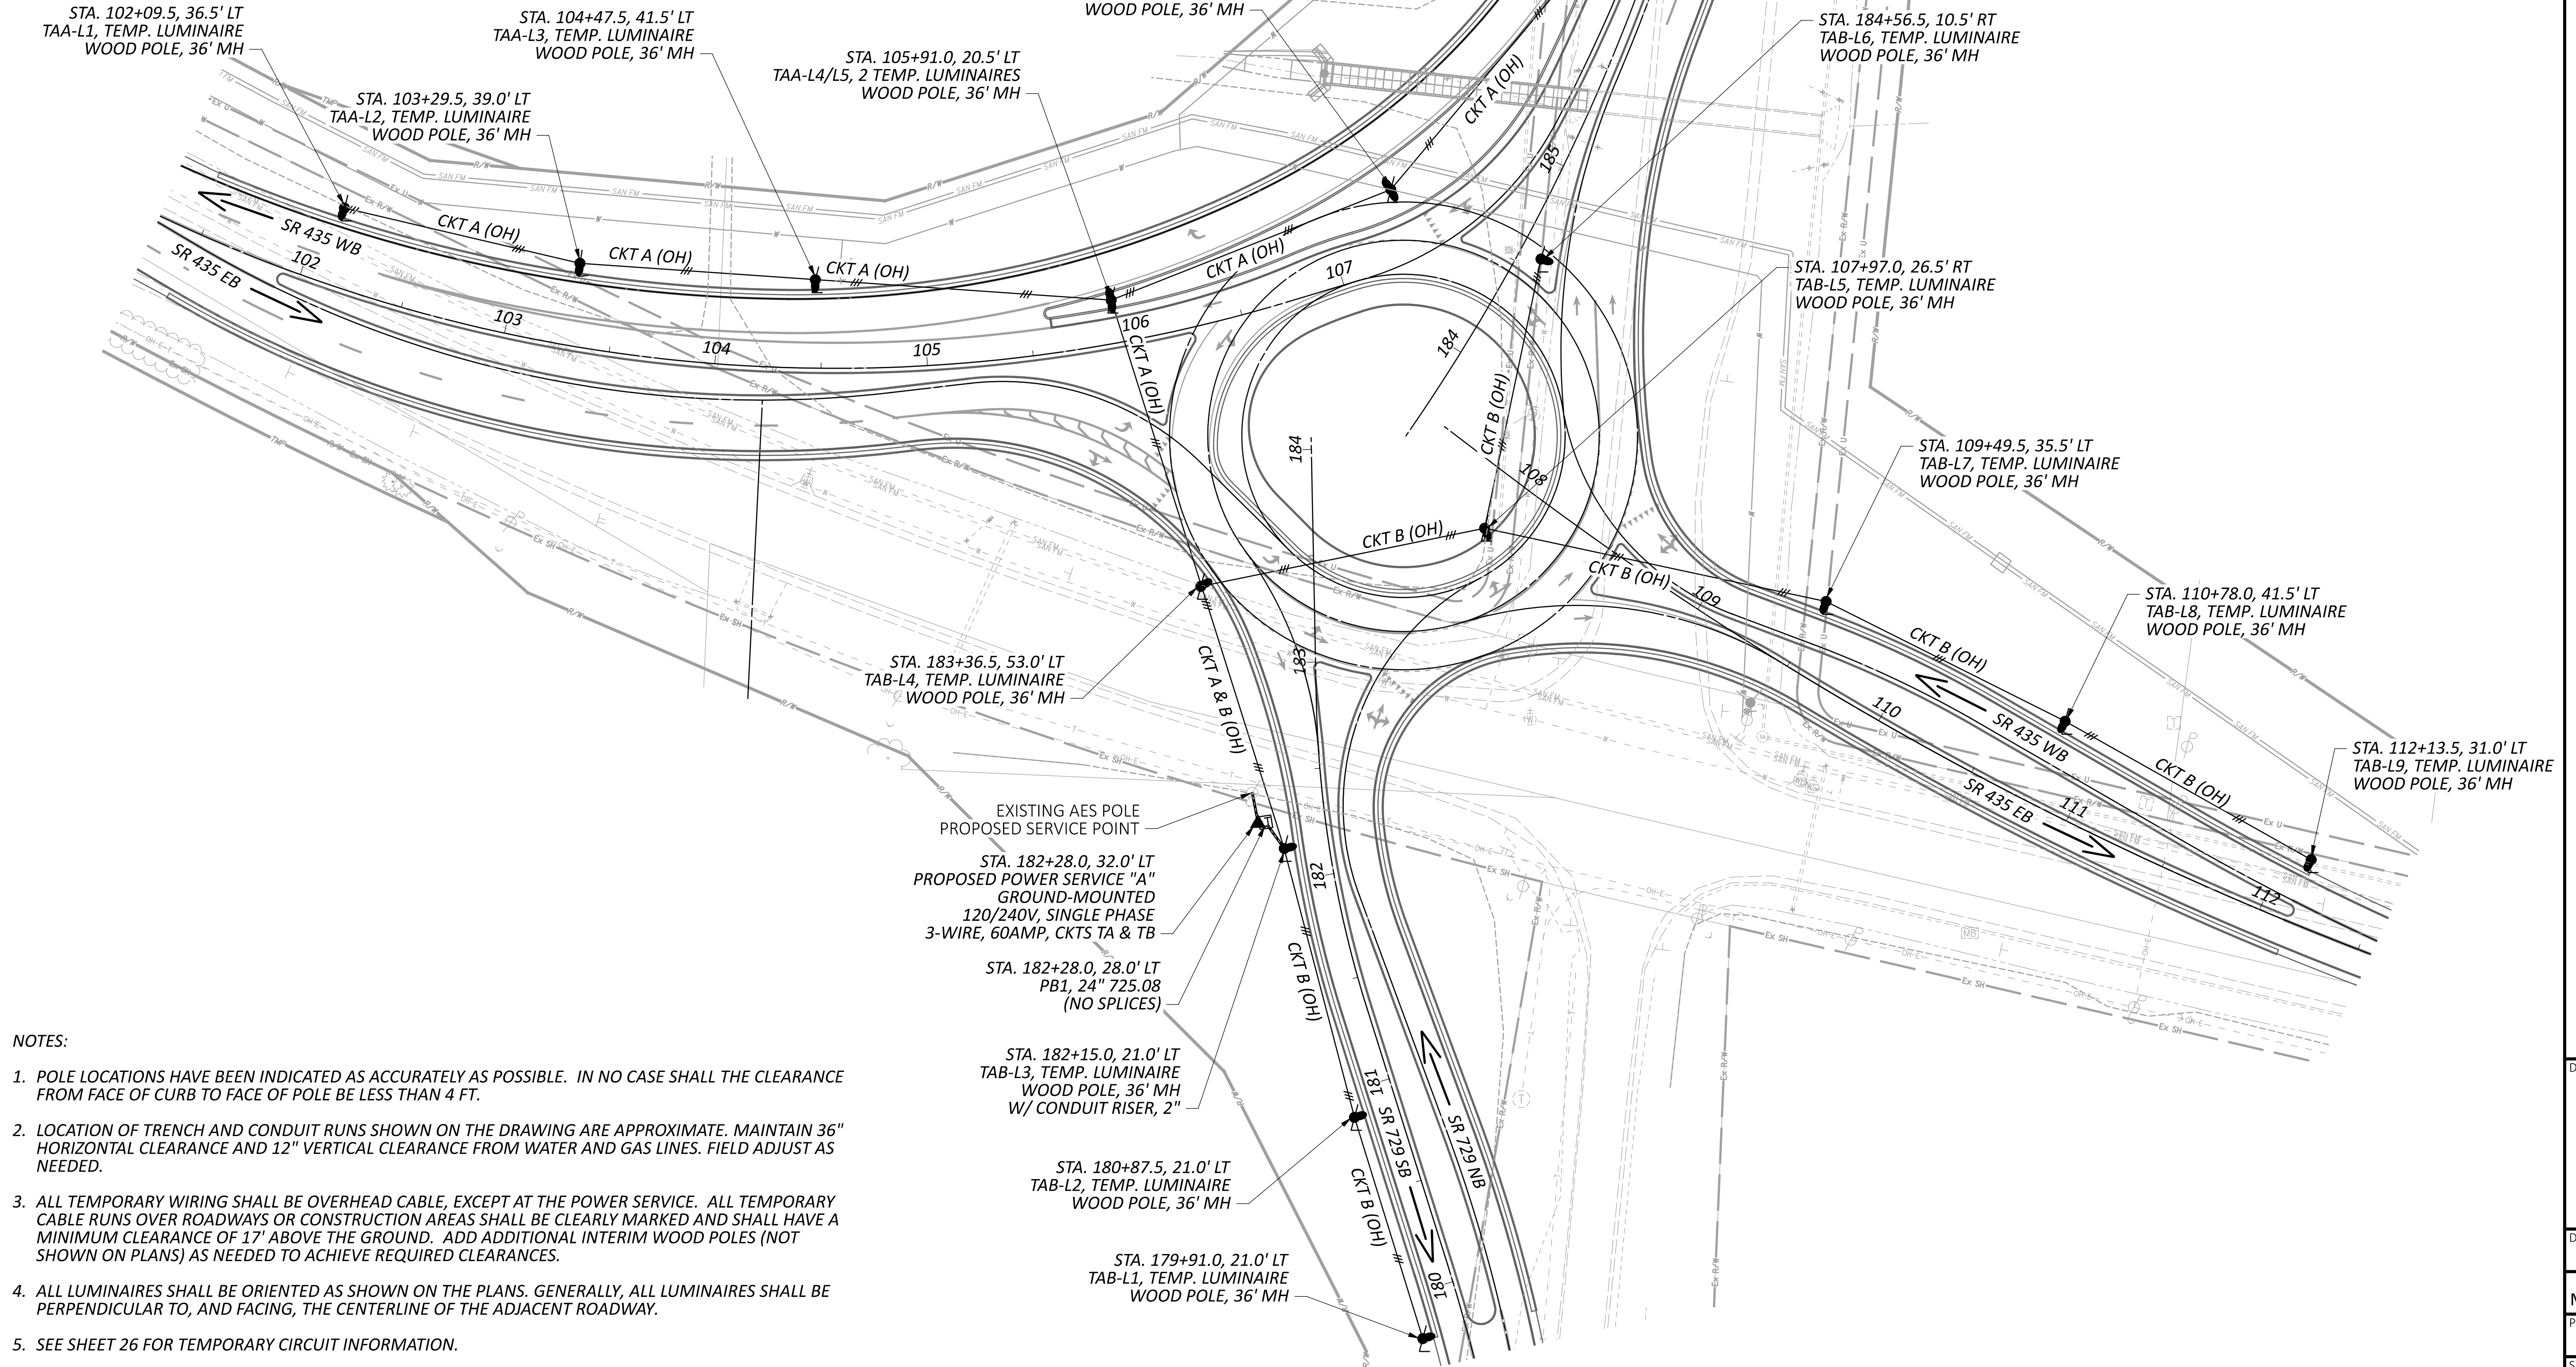 STA. 102+09.5, 36.5' LT
TAA-L1, TEMP. LUMINAIRE
WOOD POLE, 36' MH
STA. 104+47.5, 41.5' LT
TAA-L3, TEMP. LUMINAIRE
WOOD POLE, 36' MH
WOOD POLE, 36' MH
STA. 184+56.5, 10.5' RT
TAB-L6, TEMP. LUMINAIRE
WOOD POLE, 36' MH
STA. 103+29.5, 39.0' LT
TAA-L2, TEMP. LUMINAIRE
WOOD POLE, 36' MH
STA. 105+91.0, 20.5' LT
TAA-L4/L5, 2 TEMP. LUMINAIRES
WOOD POLE, 36' MH
CKT A (OH)
185
CKT A (OH)
CKT A (OH)
CKT A (OH)
CKT A (OH)
SR 435 WB
SR 435 EB
102
103
104
105
106
107
184
CKT A (OH)
CKT B (OH)
184
108
STA. 107+97.0, 26.5' RT
TAB-L5, TEMP. LUMINAIRE
WOOD POLE, 36' MH
STA. 109+49.5, 35.5' LT
TAB-L7, TEMP. LUMINAIRE
WOOD POLE, 36' MH
CKT B (OH)
CKT B (OH)
109
STA. 110+78.0, 41.5' LT
TAB-L8, TEMP. LUMINAIRE
WOOD POLE, 36' MH
CKT B (OH)
STA. 183+36.5, 53.0' LT
TAB-L4, TEMP. LUMINAIRE
WOOD POLE, 36' MH
183
CKT A & B (OH)
110
SR 435 WB
CKT B (OH)
STA. 112+13.5, 31.0' LT
TAB-L9, TEMP. LUMINAIRE
WOOD POLE, 36' MH
SR 435 EB
111
112
EXISTING AES POLE
PROPOSED SERVICE POINT
STA. 182+28.0, 32.0' LT
PROPOSED POWER SERVICE "A"
GROUND-MOUNTED
120/240V, SINGLE PHASE
3-WIRE, 60AMP, CKTS TA & TB
182
CKT B (OH)
STA. 182+28.0, 28.0' LT
PB1, 24" 725.08
(NO SPLICES)
STA. 182+15.0, 21.0' LT
TAB-L3, TEMP. LUMINAIRE
WOOD POLE, 36' MH
W/ CONDUIT RISER, 2"
181
SR 729 SB
SR 729 NB
STA. 180+87.5, 21.0' LT
TAB-L2, TEMP. LUMINAIRE
WOOD POLE, 36' MH
CKT B (OH)
STA. 179+91.0, 21.0' LT
TAB-L1, TEMP. LUMINAIRE
WOOD POLE, 36' MH
180
NOTES:
1. POLE LOCATIONS HAVE BEEN INDICATED AS ACCURATELY AS POSSIBLE. IN NO CASE SHALL THE CLEARANCE
FROM FACE OF CURB TO FACE OF POLE BE LESS THAN 4 FT.
2. LOCATION OF TRENCH AND CONDUIT RUNS SHOWN ON THE DRAWING ARE APPROXIMATE. MAINTAIN 36"
HORIZONTAL CLEARANCE AND 12" VERTICAL CLEARANCE FROM WATER AND GAS LINES. FIELD ADJUST AS
NEEDED.
3. ALL TEMPORARY WIRING SHALL BE OVERHEAD CABLE, EXCEPT AT THE POWER SERVICE. ALL TEMPORARY
CABLE RUNS OVER ROADWAYS OR CONSTRUCTION AREAS SHALL BE CLEARLY MARKED AND SHALL HAVE A
MINIMUM CLEARANCE OF 17' ABOVE THE GROUND. ADD ADDITIONAL INTERIM WOOD POLES (NOT
SHOWN ON PLANS) AS NEEDED TO ACHIEVE REQUIRED CLEARANCES.
4. ALL LUMINAIRES SHALL BE ORIENTED AS SHOWN ON THE PLANS. GENERALLY, ALL LUMINAIRES SHALL BE
PERPENDICULAR TO, AND FACING, THE CENTERLINE OF THE ADJACENT ROADWAY.
5. SEE SHEET 26 FOR TEMPORARY CIRCUIT INFORMATION.